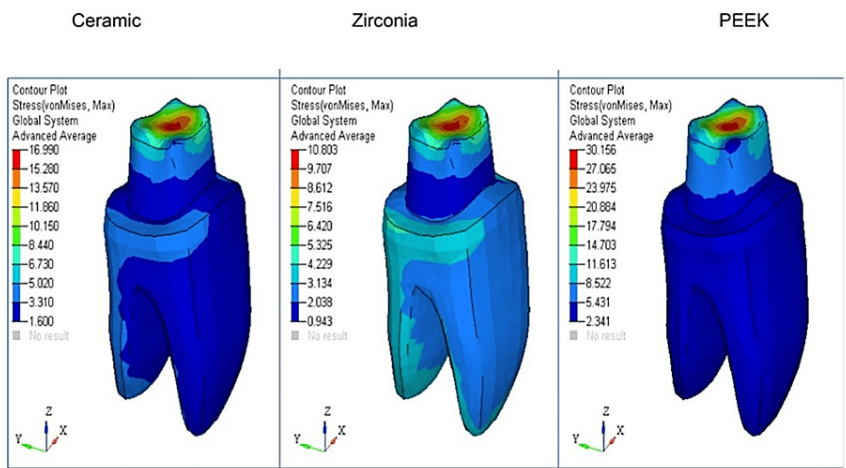 Ceramic
Zirconia
PEEK
Contour Plot
Stress(vonMises, Max)
Global System
Advanced Average
16.990
15.280
13.570
11.860
10.150
8.440
6.730
5.020
3.310
1.600
No result
Z
X
Y
Contour Plot
Stress(vonMises, Max)
Global System
Advanced Average
10.803
9.707
8.612
7.516
6.420
5.325
4.229
3.134
2.038
0.943
No result
Z
X
Y
Contour Plot
Stress(vonMises, Max)
Global System
Advanced Average
30.156
27.065
23.975
20.884
17.794
14.703
11.613
8.522
5.431
2.341
No result
Z
X
Y